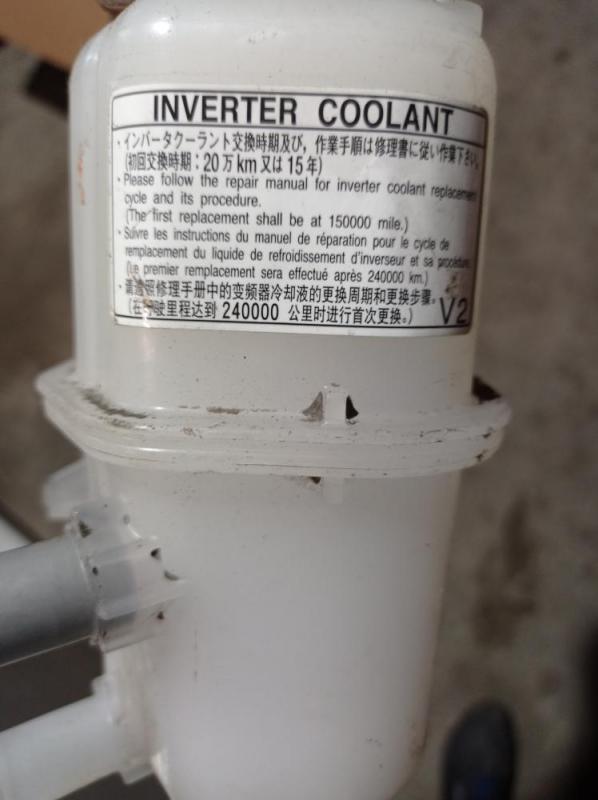 INVERTER COOLANT
・インバータクーラント交換時期及び，作業手順は修理書に従い作業下さい。
(初回交換時期：20万km又は15年)
・Please follow the repair manual for inverter coolant replacement
cycle and its procedure.
(The first replacement shall be at 150000 mile.)
・Suivre les instructions du manuel de réparation pour le cycle de
remplacement du liquide de refroidissement d'inverseur et sa procédure.
(Le premier remplacement sera effectué après 240000 km.)
・请按照修理手册中的变频器冷却液的更换周期和更换步骤。
(在行驶里程达到 240000 公里时进行首次更换。)
V2